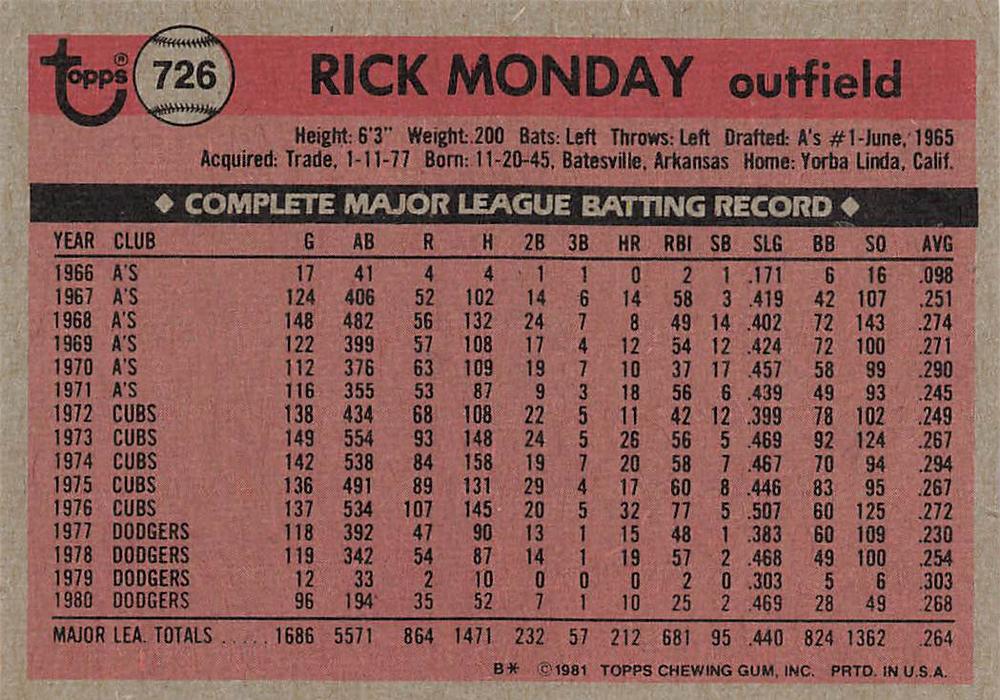 topps® 726 RICK MONDAY outfield
Height: 6'3" Weight: 200 Bats: Left Throws: Left Drafted: A's #1-June, 1965
Acquired: Trade, 1-11-77 Born: 11-20-45, Batesville, Arkansas Home: Yorba Linda, Calif.
◆ COMPLETE MAJOR LEAGUE BATTING RECORD ◆
YEAR CLUB G AB R H 2B 3B HR RBI SB SLG BB SO AVG
1966 A'S 17 41 4 4 1 1 0 2 1 .171 6 16 .098
1967 A'S 124 406 52 102 14 6 14 58 3 .419 42 107 .251
1968 A'S 148 482 56 132 24 7 8 49 14 .402 72 143 .274
1969 A'S 122 399 57 108 17 4 12 54 12 .424 72 100 .271
1970 A'S 112 376 63 109 19 7 10 37 17 .457 58 99 .290
1971 A'S 116 355 53 87 9 3 18 56 6 .439 49 93 .245
1972 CUBS 138 434 68 108 22 5 11 42 12 .399 78 102 .249
1973 CUBS 149 554 93 148 24 5 26 56 5 .469 92 124 .267
1974 CUBS 142 538 84 158 19 7 20 58 7 .467 70 94 .294
1975 CUBS 136 491 89 131 29 4 17 60 8 .446 83 95 .267
1976 CUBS 137 534 107 145 20 5 32 77 5 .507 60 125 .272
1977 DODGERS 118 392 47 90 13 1 15 48 1 .383 60 109 .230
1978 DODGERS 119 342 54 87 14 1 19 57 2 .468 49 100 .254
1979 DODGERS 12 33 2 10 0 0 0 2 0 .303 5 6 .303
1980 DODGERS 96 194 35 52 7 1 10 25 2 .469 28 49 .268
MAJOR LEA. TOTALS ..... 1686 5571 864 1471 232 57 212 681 95 .440 824 1362 .264
B* ©1981 TOPPS CHEWING GUM, INC. PRTD. IN U.S.A.